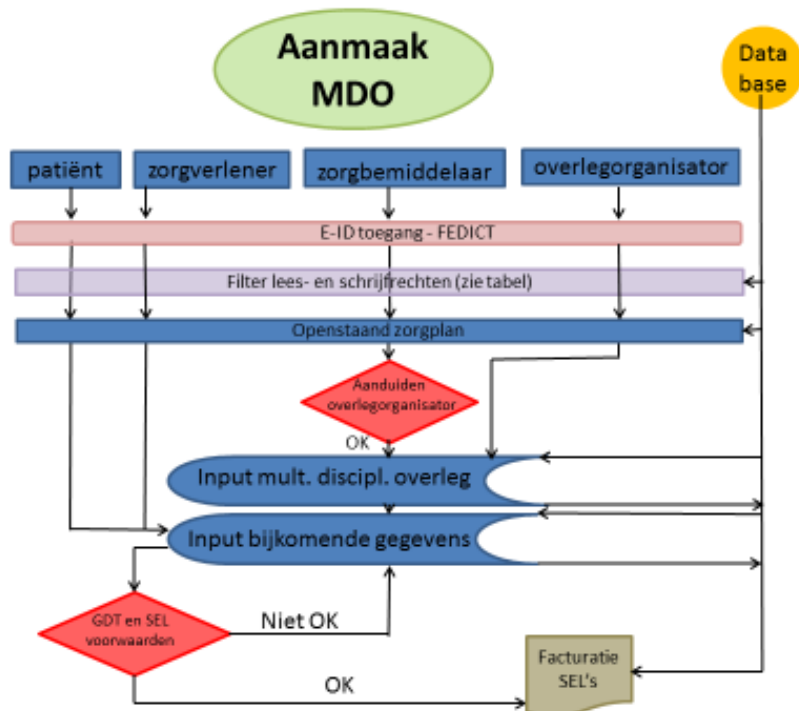 Aanmaak
MDO
Data
base
patiënt
zorgverlener
zorgbemiddelaar
overlegorganisator
E-ID toegang - FEDICT
Filter lees- en schrijfrechten (zie tabel)
Openstaand zorgplan
Aanduiden
overlegorganisator
OK
Input mult. discipl. overleg
Input bijkomende gegevens
GDT en SEL
voorwaarden
Niet OK
OK
Facturatie
SEL's